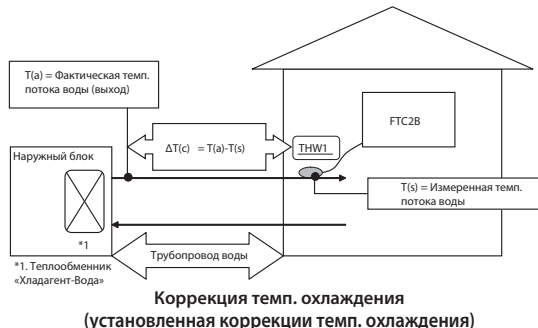 T(a) = Фактическая темп.
потока воды (выход)
ΔT(c) = T(a)-T(s)
THW1
FTC2B
Наружный блок
T(s) = Измеренная темп.
потока воды
*1
*1. Теплообменник
«Хладагент-Вода»
Трубопровод воды
Коррекция темп. охлаждения
(установленная коррекции темп. охлаждения)